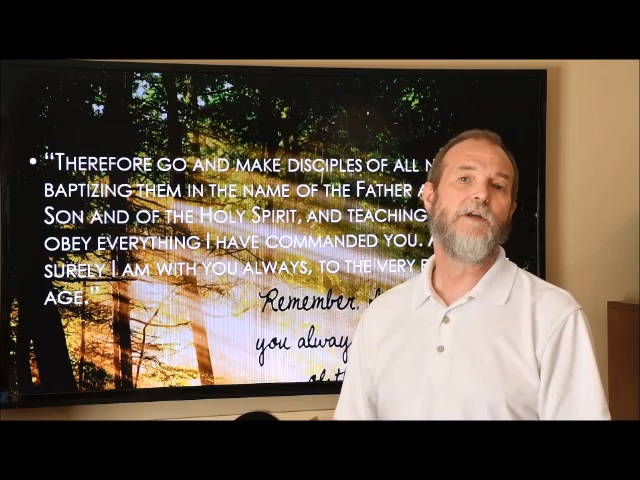 • “Therefore go and make disciples of all
baptizing them in the name of the Father
Son and of the Holy Spirit, and teaching
obey everything I have commanded you.
surely I am with you always, to the very
age.”
Remember,
you